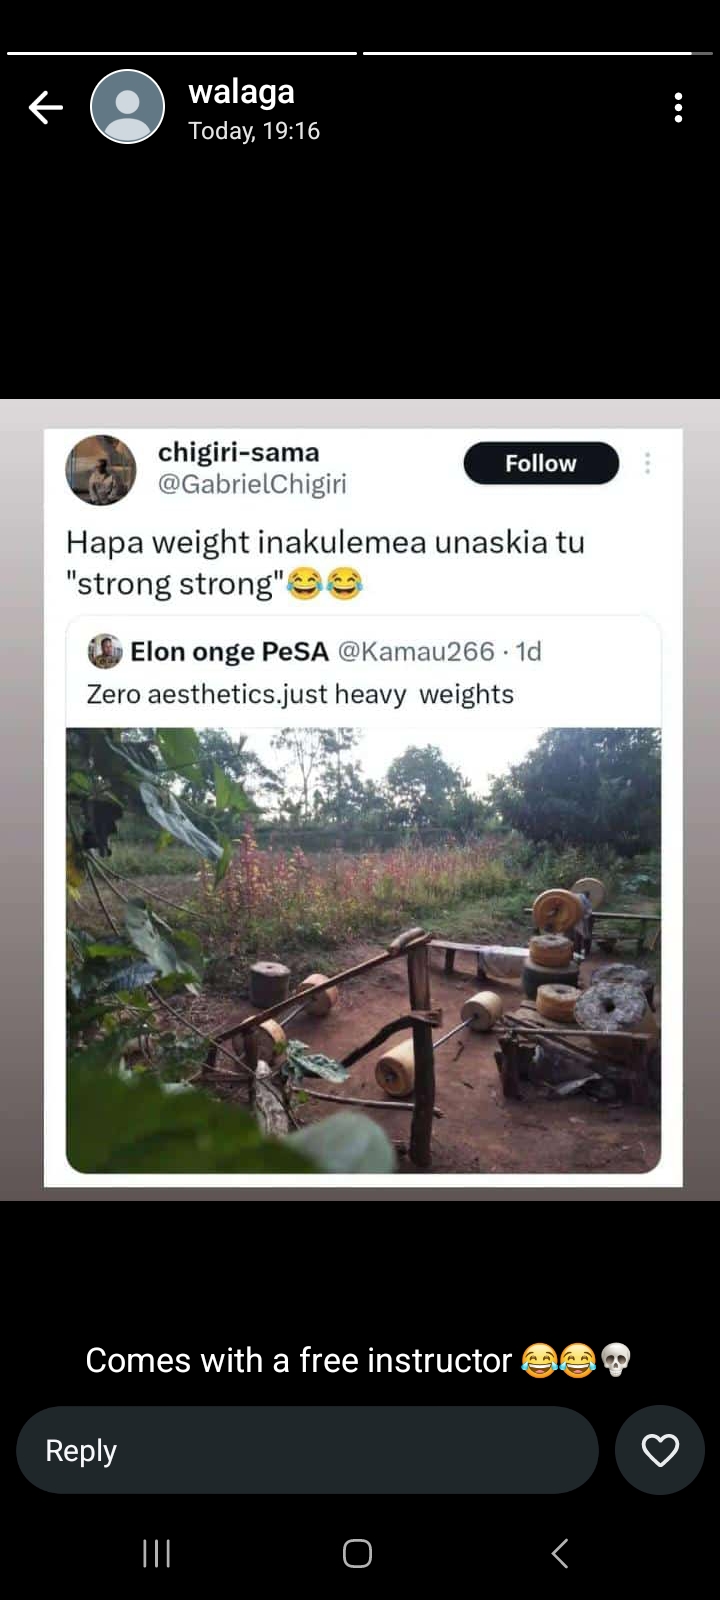 walaga
Today, 19:16
chigiri-sama
@GabrielChigiri
Follow
Hapa weight inakulemea unaskia tu
"strong strong"😂😂
Elon onge PeSA @Kamau266 · 1d
Zero aesthetics.just heavy weights
Comes with a free instructor 😂😂💀
Reply